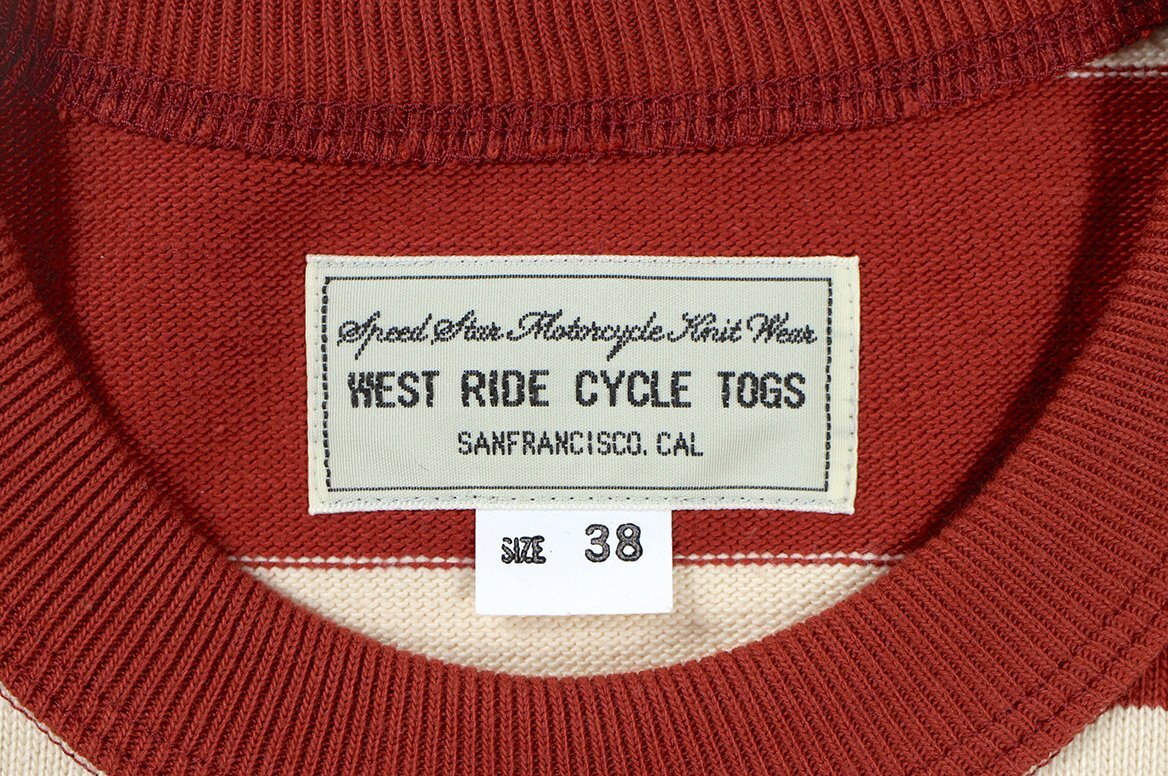 Speed Star Motorcycle Knit Wear
WEST RIDE CYCLE TOGS
SANFRANCISCO. CAL
SIZE 38